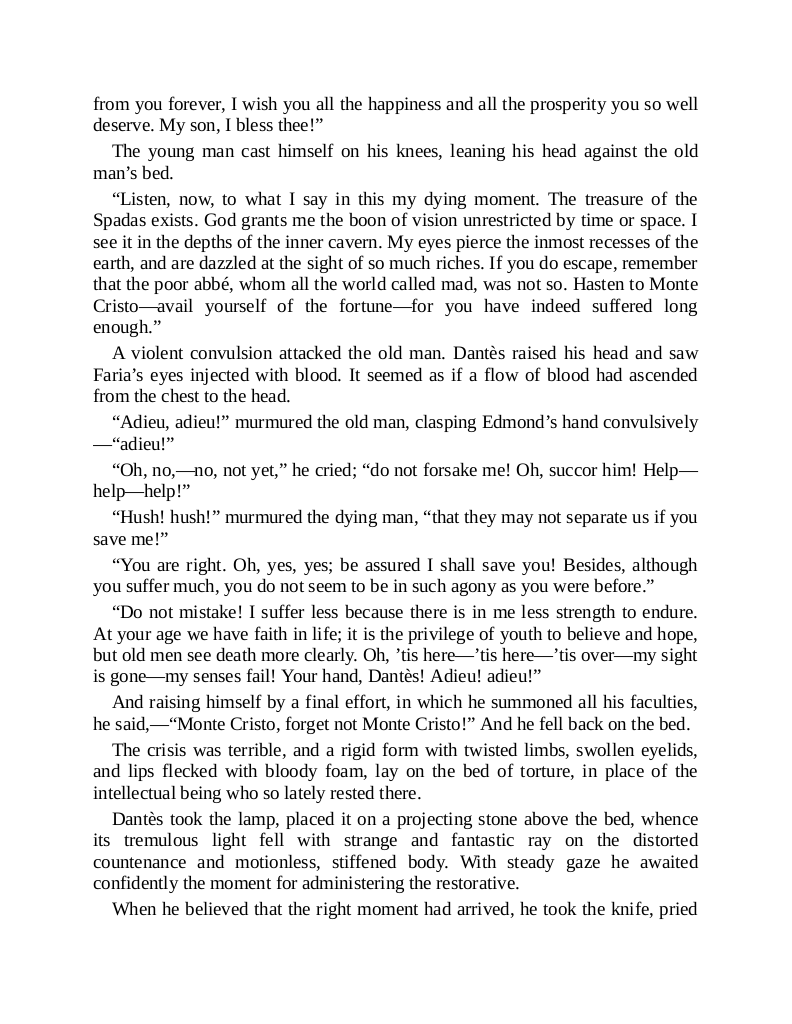 from you forever, I wish you all the happiness and all the prosperity you so well
deserve. My son, I bless thee!”
The young man cast himself on his knees, leaning his head against the old
man’s bed.
“Listen, now, to what I say in this my dying moment. The treasure of the
Spadas exists. God grants me the boon of vision unrestricted by time or space. I
see it in the depths of the inner cavern. My eyes pierce the inmost recesses of the
earth, and are dazzled at the sight of so much riches. If you do escape, remember
that the poor abbé, whom all the world called mad, was not so. Hasten to Monte
Cristo—avail yourself of the fortune—for you have indeed suffered long
enough.”
A violent convulsion attacked the old man. Dantès raised his head and saw
Faria’s eyes injected with blood. It seemed as if a flow of blood had ascended
from the chest to the head.
“Adieu, adieu!” murmured the old man, clasping Edmond’s hand convulsively
—“adieu!”
“Oh, no,—no, not yet,” he cried; “do not forsake me! Oh, succor him! Help—
help—help!”
“Hush! hush!” murmured the dying man, “that they may not separate us if you
save me!”
“You are right. Oh, yes, yes; be assured I shall save you! Besides, although
you suffer much, you do not seem to be in such agony as you were before.”
“Do not mistake! I suffer less because there is in me less strength to endure.
At your age we have faith in life; it is the privilege of youth to believe and hope,
but old men see death more clearly. Oh, ’tis here—’tis here—’tis over—my sight
is gone—my senses fail! Your hand, Dantès! Adieu! adieu!”
And raising himself by a final effort, in which he summoned all his faculties,
he said,—“Monte Cristo, forget not Monte Cristo!” And he fell back on the bed.
The crisis was terrible, and a rigid form with twisted limbs, swollen eyelids,
and lips flecked with bloody foam, lay on the bed of torture, in place of the
intellectual being who so lately rested there.
Dantès took the lamp, placed it on a projecting stone above the bed, whence
its tremulous light fell with strange and fantastic ray on the distorted
countenance and motionless, stiffened body. With steady gaze he awaited
confidently the moment for administering the restorative.
When he believed that the right moment had arrived, he took the knife, pried